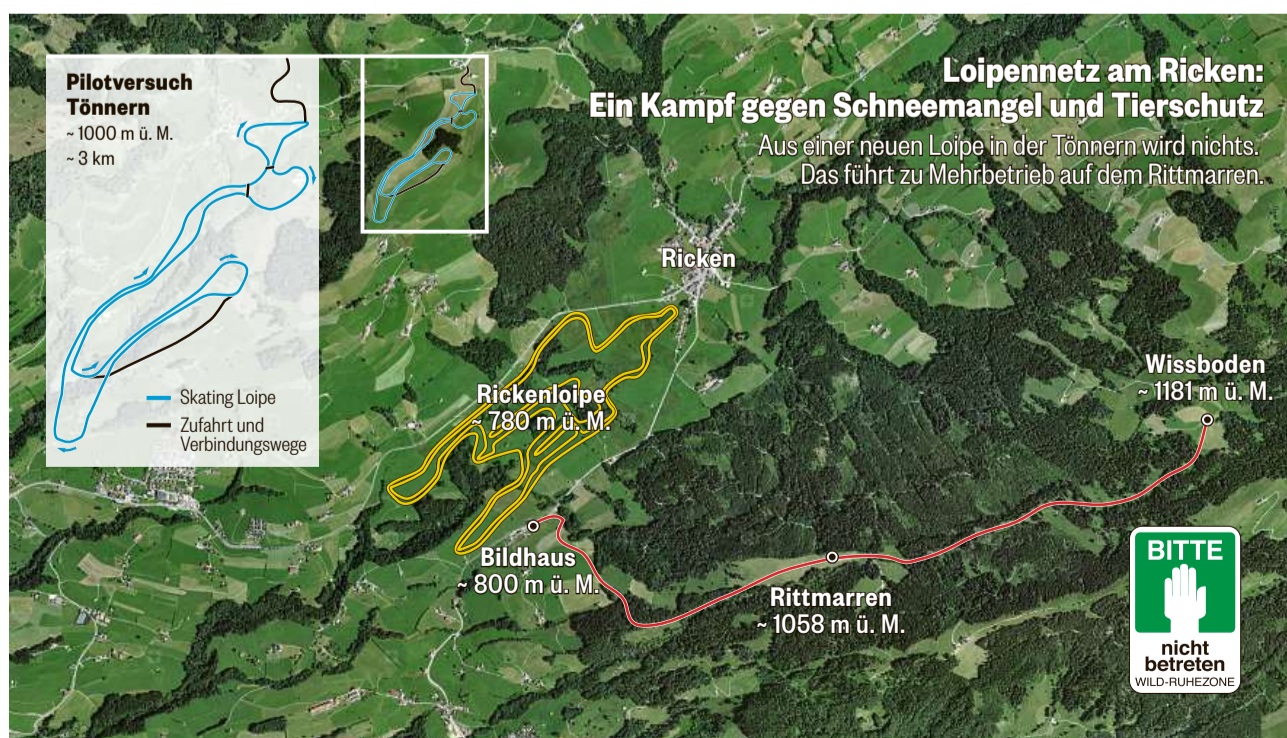 Loipennetz am Ricken:
Ein Kampf gegen Schneemangel und Tierschutz
Aus einer neuen Loipe in der Tönnern wird nichts.
Das führt zu Mehrbetrieb auf dem Rittmarren.
Pilotversuch
Tönnern
~ 1000 m ü. M.
~ 3 km
Skating Loipe
Zufahrt und
Verbindungswege
Ricken
Rickenloipe
~ 780 m ü. M.
Wissboden
~ 1181 m ü. M.
Bildhaus
~ 800 m ü. M.
Rittmarren
~ 1058 m ü. M.
BITTE
nicht
betreten
WILD-RUHEZONE